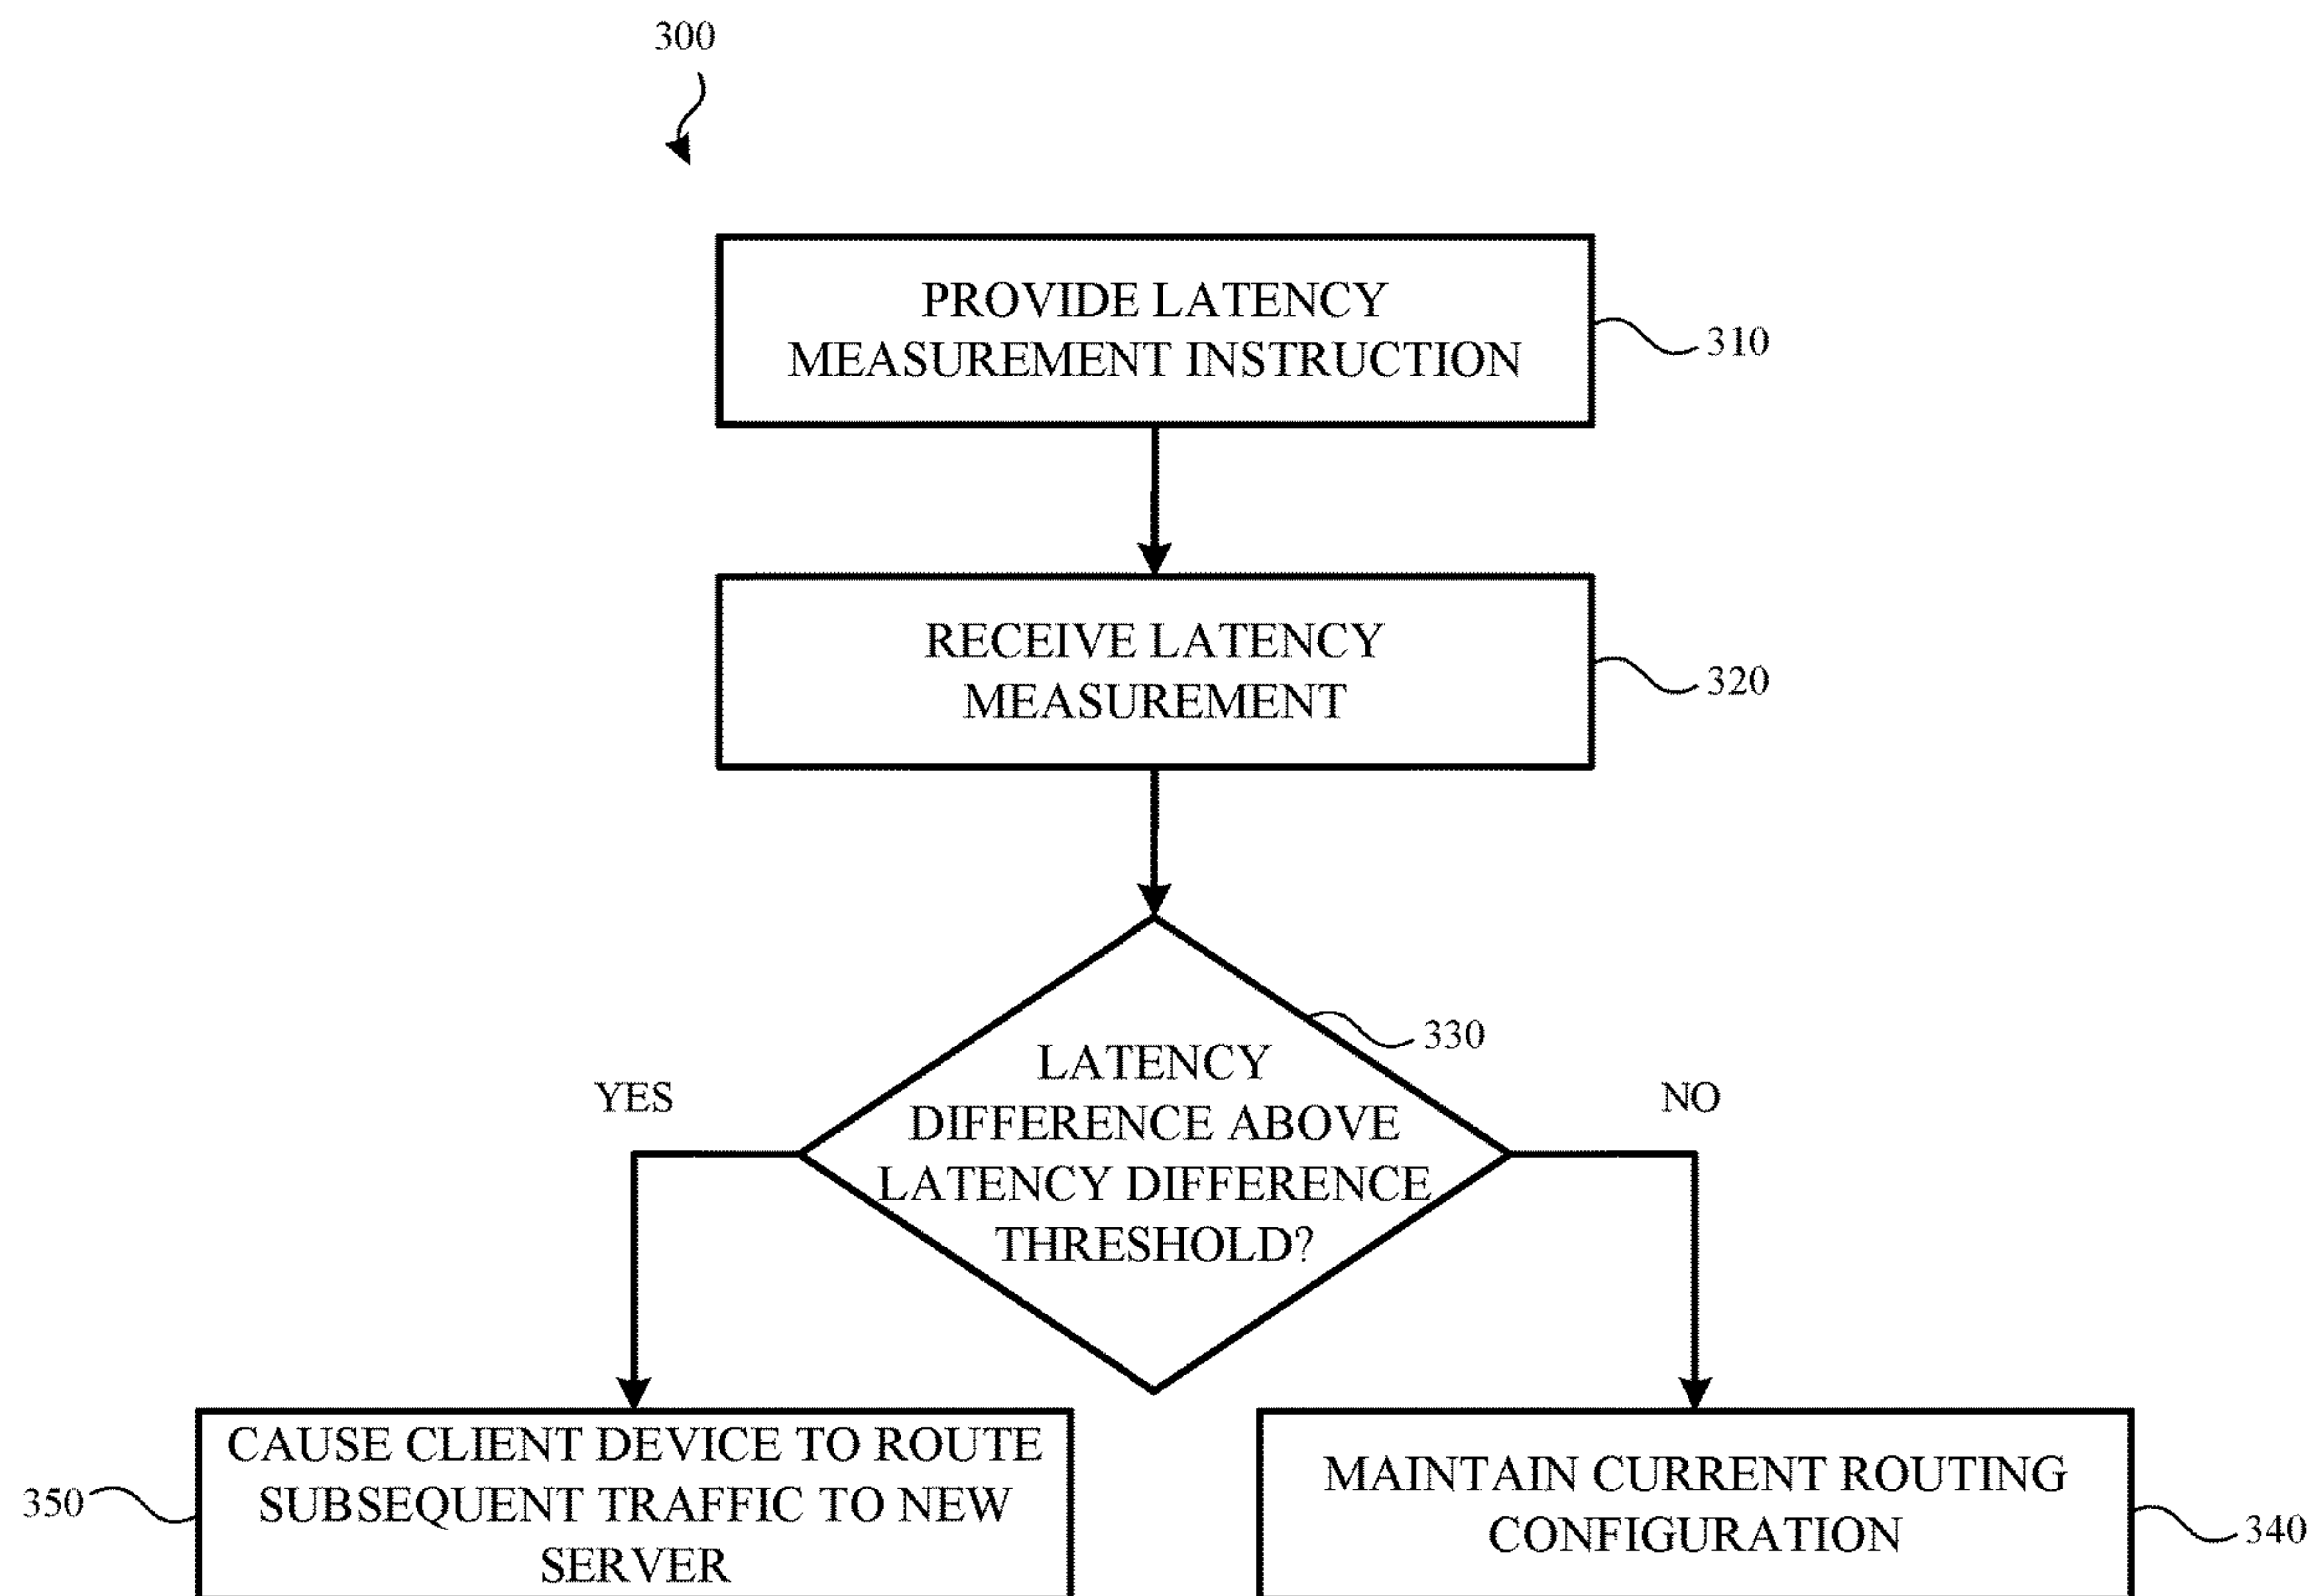 300
PROVIDE LATENCY
MEASUREMENT INSTRUCTION
310
RECEIVE LATENCY
MEASUREMENT
320
330
LATENCY
DIFFERENCE ABOVE
LATENCY DIFFERENCE
THRESHOLD?
YES
NO
CAUSE CLIENT DEVICE TO ROUTE
SUBSEQUENT TRAFFIC TO NEW
SERVER
350
MAINTAIN CURRENT ROUTING
CONFIGURATION
340